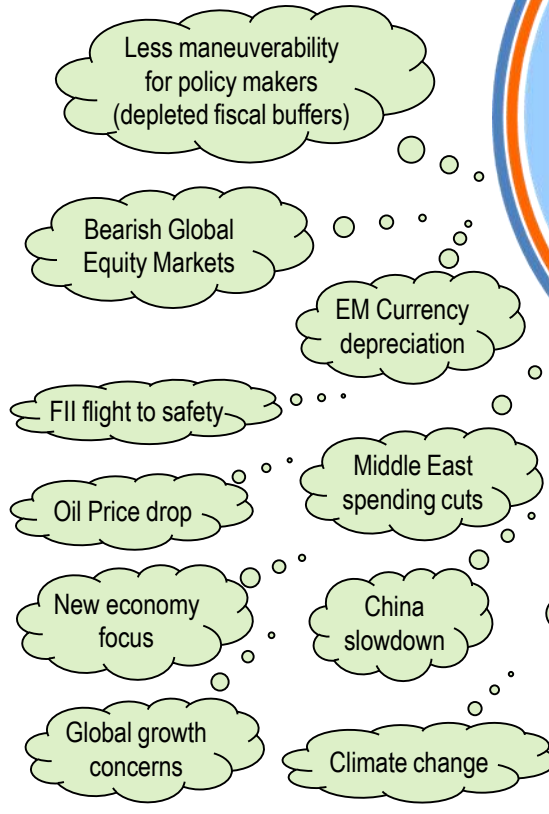 Less maneuverability
for policy makers
(depleted fiscal buffers)
Bearish Global
Equity Markets
EM Currency
depreciation
FII flight to safety
Middle East
spending cuts
Oil Price drop
New economy
focus
China
slowdown
Global growth
concerns
Climate change